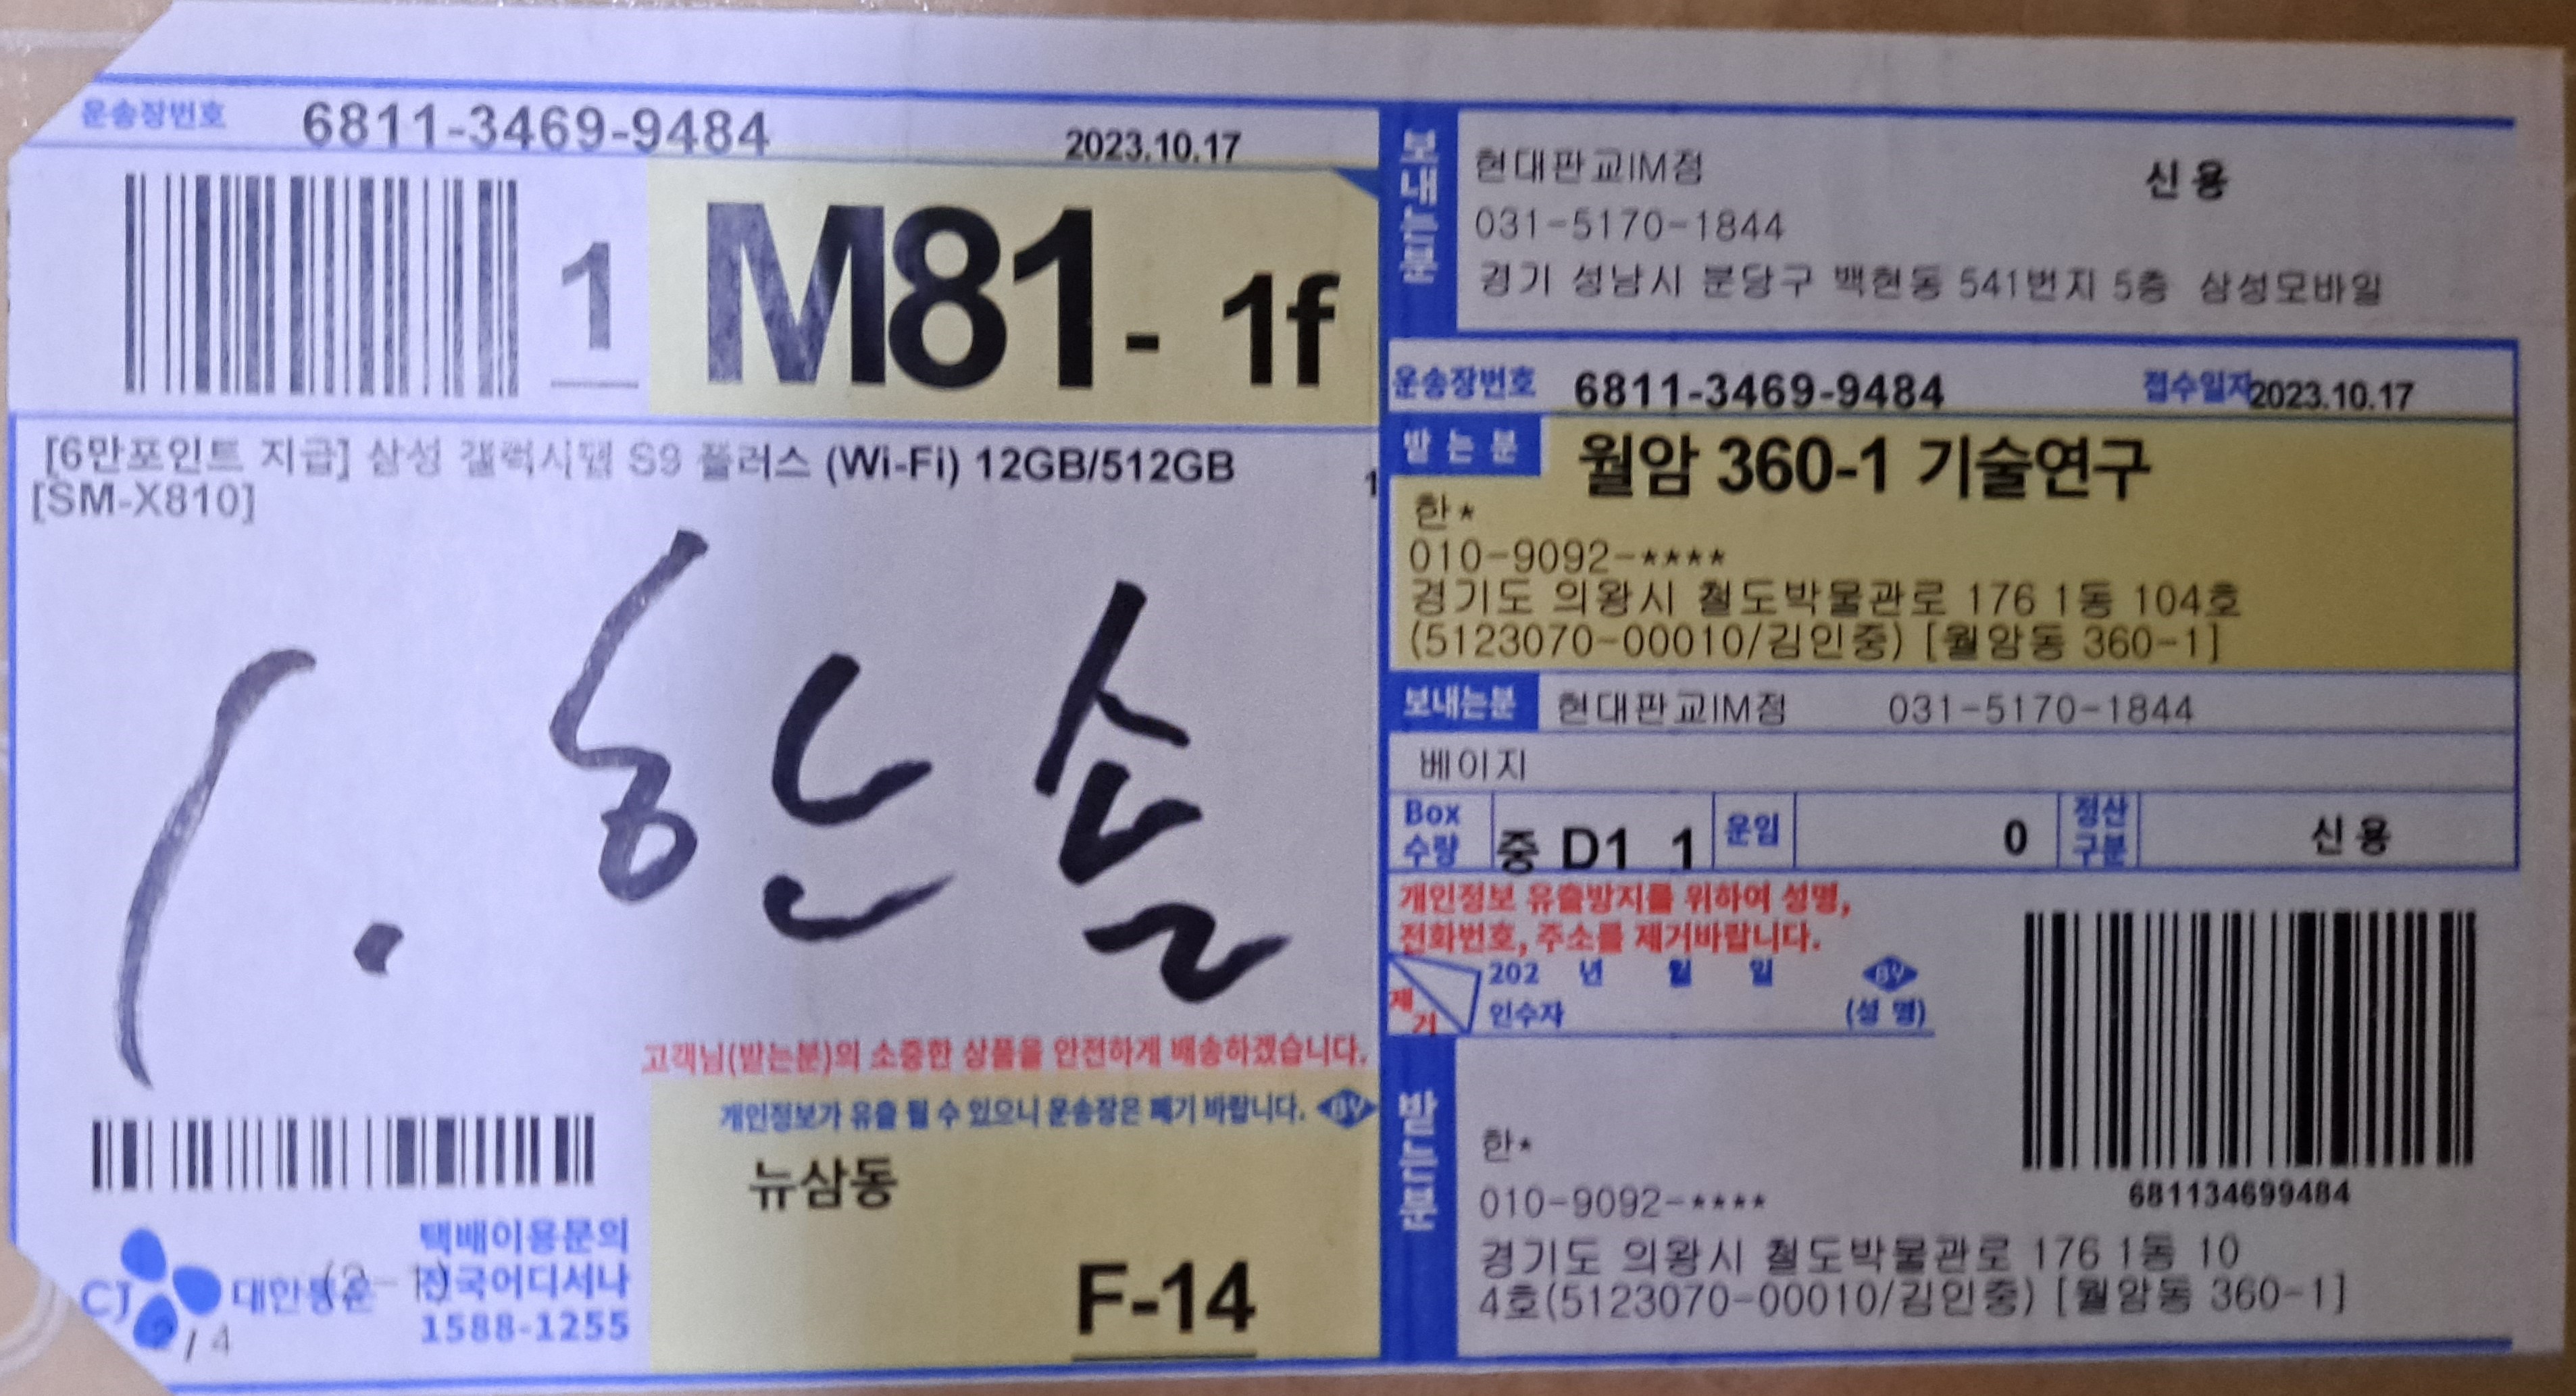 운송장번호 6811-3469-9484 2023.10.17
1 M81- 1f
[6만포인트 지급] 삼성 갤럭시탭 S9 플러스 (Wi-Fi) 12GB/512GB 1
[SM-X810]
1. 한솔
고객님(받는분)의 소중한 상품을 안전하게 배송하겠습니다.
개인정보가 유출 될 수 있으니 운송장은 폐기 바랍니다.
뉴삼동
F-14
CJ 대한통운
택배이용문의
전국어디서나
1588-1255
2/4
보내는분
현대판교IM점 신용
031-5170-1844
경기 성남시 분당구 백현동 541번지 5층 삼성모바일
운송장번호 6811-3469-9484 접수일자 2023.10.17
받는분 월암 360-1 기술연구
한*
010-9092-****
경기도 의왕시 철도박물관로 176 1동 104호
(5123070-00010/김인중) [월암동 360-1]
보내는분 현대판교IM점 031-5170-1844
베이지
Box 수량 중 D1 1 운임 0 정산 구분 신용
개인정보 유출방지를 위하여 성명,
전화번호, 주소를 제거바랍니다.
제거
202 년 월 일
인수자 (성 명)
681134699484
받는분
한*
010-9092-****
경기도 의왕시 철도박물관로 176 1동 10
4호(5123070-00010/김인중) [월암동 360-1]